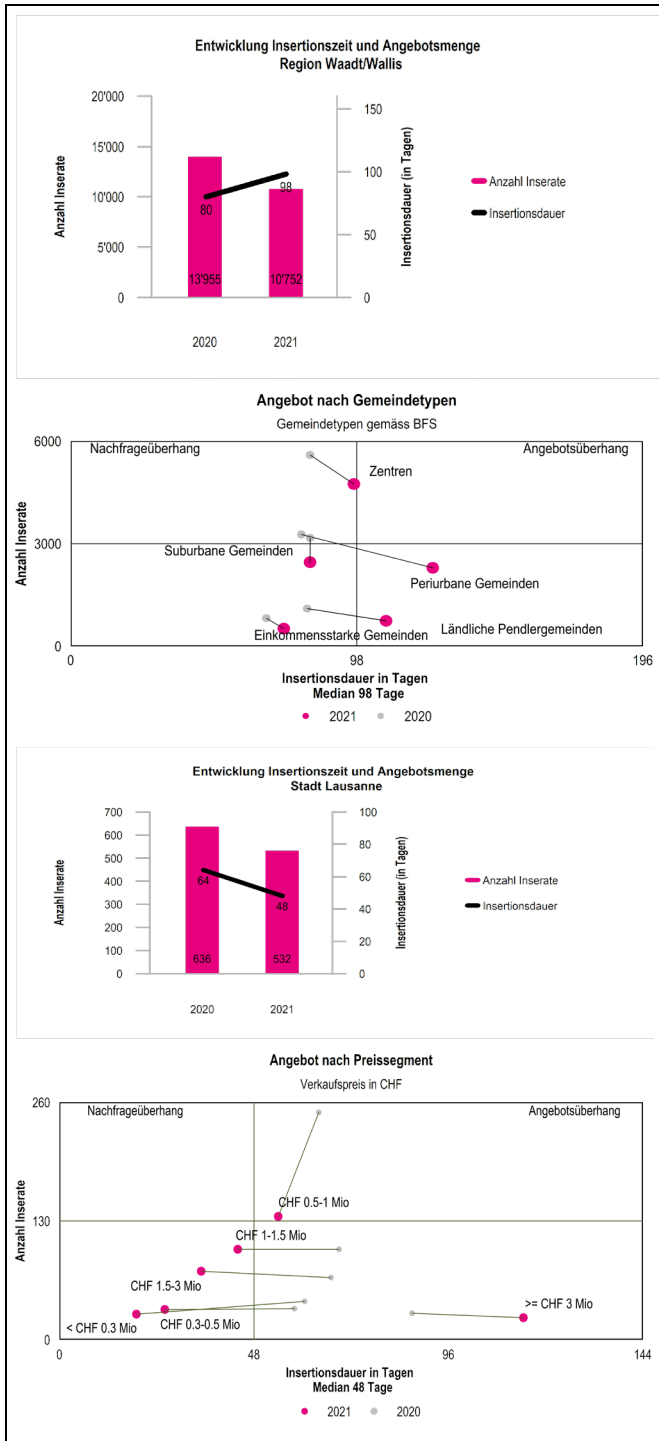 Entwicklung Insertionszeit und Angebotsmenge
Region Waadt/Wallis
20'000
15'000
10'000
5'000
0
Anzahl Inserate
150
100
50
0
Insertionsdauer (in Tagen)
80
98
13'955
10'752
2020
2021
Anzahl Inserate
Insertionsdauer
Angebot nach Gemeindetypen
Gemeindetypen gemäss BFS
6000
3000
0
Anzahl Inserate
Nachfrageüberhang
Angebotsüberhang
Zentren
Suburbane Gemeinden
Periurbane Gemeinden
Einkommensstarke Gemeinden
Ländliche Pendlergemeinden
0
98
196
Insertionsdauer in Tagen
Median 98 Tage
2021
2020
Entwicklung Insertionszeit und Angebotsmenge
Stadt Lausanne
700
600
500
400
300
200
100
0
Anzahl Inserate
100
80
60
40
20
0
Insertionsdauer (in Tagen)
64
48
636
532
2020
2021
Anzahl Inserate
Insertionsdauer
Angebot nach Preissegment
Verkaufspreis in CHF
260
130
0
Anzahl Inserate
Nachfrageüberhang
Angebotsüberhang
CHF 0.5-1 Mio
CHF 1-1.5 Mio
CHF 1.5-3 Mio
>= CHF 3 Mio
< CHF 0.3 Mio
CHF 0.3-0.5 Mio
0
48
96
144
Insertionsdauer in Tagen
Median 48 Tage
2021
2020